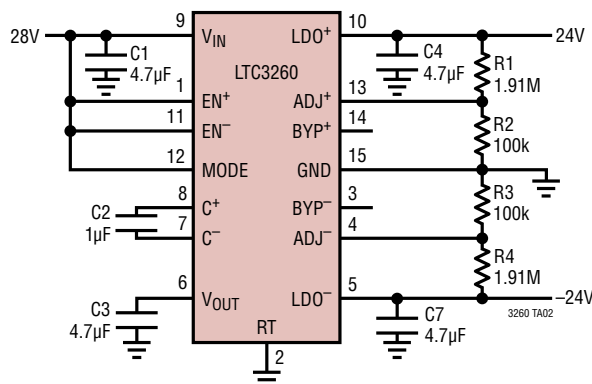 28V
9
VIN
LDO+
10
24V
C1
4.7µF
LTC3260
C4
4.7µF
R1
1.91M
1
EN+
ADJ+
13
11
EN–
BYP+
14
R2
100k
12
MODE
GND
15
8
C+
BYP–
3
R3
100k
C2
1µF
7
C–
ADJ–
4
R4
1.91M
6
VOUT
LDO–
5
–24V
C3
4.7µF
RT
C7
4.7µF
3260 TA02
2